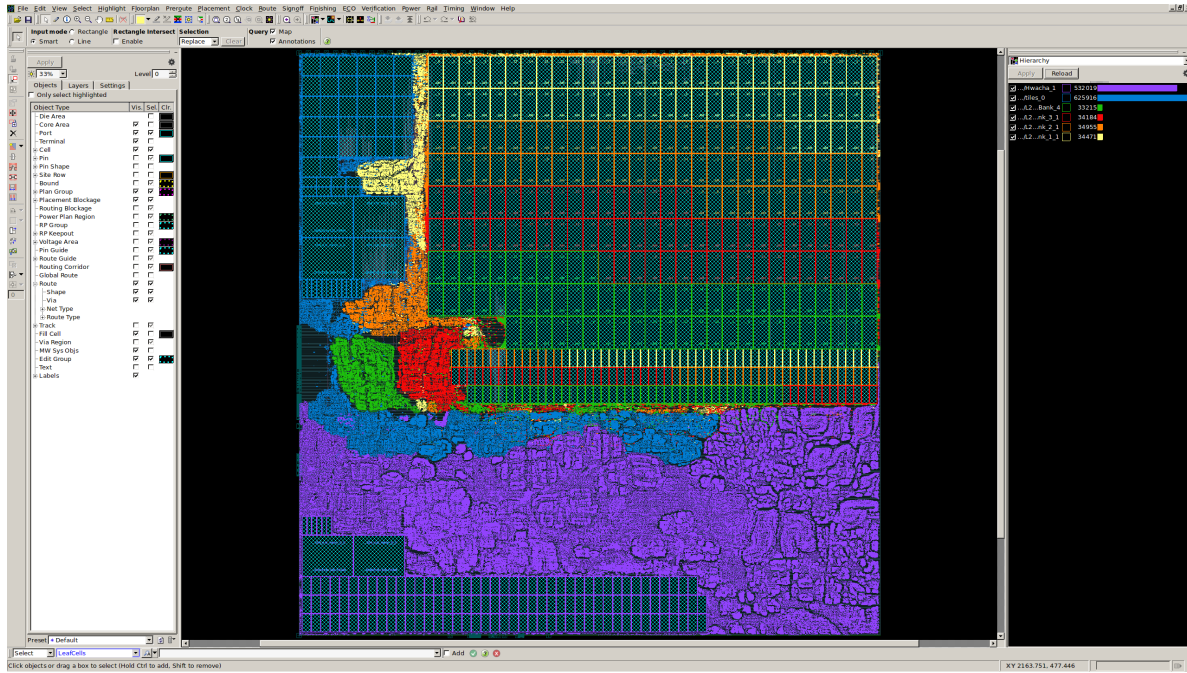 File Edit View Select Highlight Floorplan Preroute Placement Clock Route Signoff Finishing ECO Verification Power Rail Timing Window Help
Input mode Rectangle Rectangle Intersect Selection Query Map
Smart Line Enable Replace Clear Annotations
Apply
33% Level 0
Objects Layers Settings
Only select highlighted
Object Type Vis. Sel. Clr.
Die Area
Core Area
Port
Terminal
Cell
Pin
Pin Shape
Site Row
Bound
Plan Group
Placement Blockage
Routing Blockage
Power Plan Region
RP Group
RP Keepout
Voltage Area
Pin Guide
Route Guide
Routing Corridor
Global Route
Route
Shape
Via
Net Type
Route Type
Track
Fill Cell
Via Region
MW Sys Objs
Edit Group
Text
Labels
Preset Default
Hierarchy
Apply Reload
.../Hwacha_1 532019
.../tiles_0 625916
.../L2...Bank_4 33215
.../L2...nk_3_1 34184
.../L2...nk_2_1 34955
.../L2...nk_1_1 34471
Select LeafCells Add
Click objects or drag a box to select (Hold Ctrl to add, Shift to remove)
XY 2163.751, 477.446